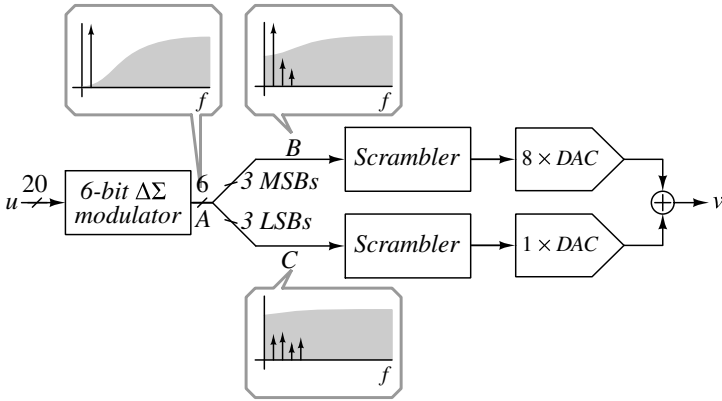 f
f
B
Scrambler
8 × DAC
u
20
6-bit ΔΣ
modulator
6
A
3 MSBs
3 LSBs
v
C
Scrambler
1 × DAC
f